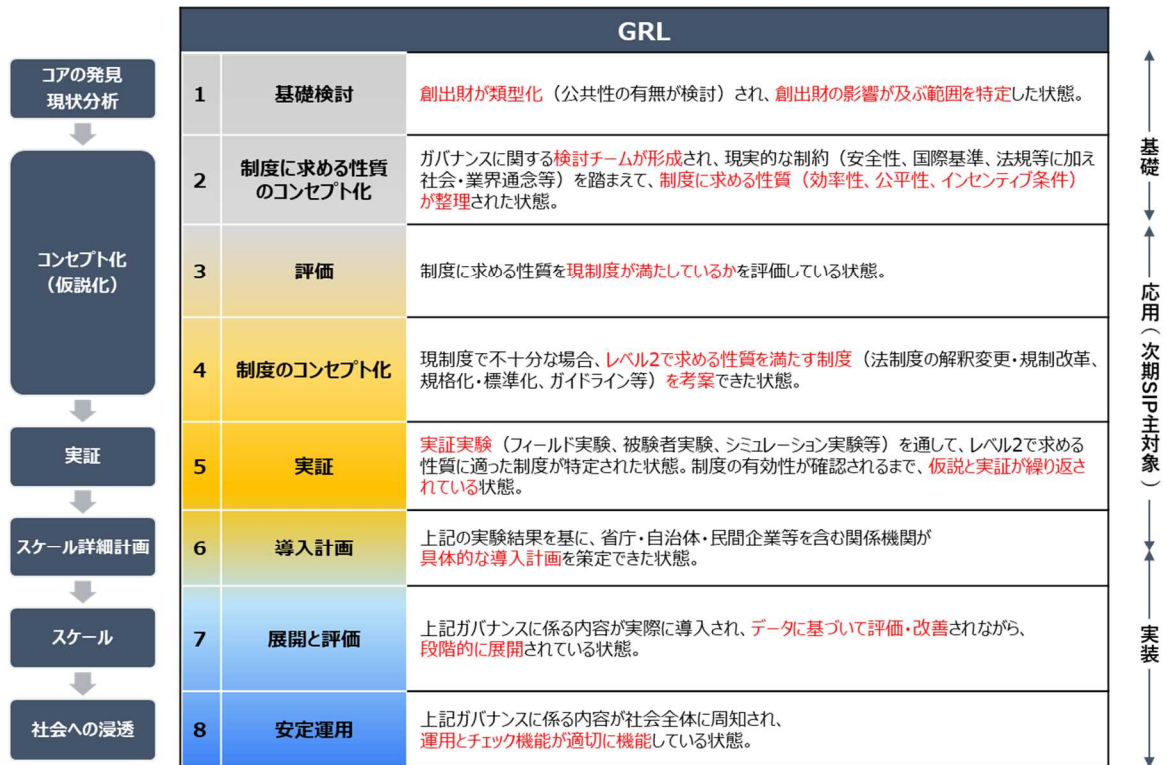 GRL
コアの発見
現状分析
1
基礎検討
創出財が類型化（公共性の有無が検討）され、創出財の影響が及ぶ範囲を特定した状態。
コンセプト化
（仮説化）
2
制度に求める性質
のコンセプト化
ガバナンスに関する検討チームが形成され、現実的な制約（安全性、国際基準、法規等に加え
社会・業界通念等）を踏まえて、制度に求める性質（効率性、公平性、インセンティブ条件）
が整理された状態。
3
評価
制度に求める性質を現制度が満たしているかを評価している状態。
4
制度のコンセプト化
現制度で不十分な場合、レベル2で求める性質を満たす制度（法制度の解釈変更・規制改革、
規格化・標準化、ガイドライン等）を考案できた状態。
実証
5
実証
実証実験（フィールド実験、被験者実験、シミュレーション実験等）を通して、レベル2で求める
性質に適った制度が特定された状態。制度の有効性が確認されるまで、仮説と実証が繰り返さ
れている状態。
スケール詳細計画
6
導入計画
上記の実験結果を基に、省庁・自治体・民間企業等を含む関係機関が
具体的な導入計画を策定できた状態。
スケール
7
展開と評価
上記ガバナンスに係る内容が実際に導入され、データに基づいて評価・改善されながら、
段階的に展開されている状態。
社会への浸透
8
安定運用
上記ガバナンスに係る内容が社会全体に周知され、
運用とチェック機能が適切に機能している状態。
基礎
応用（次期SIP主対象）
実装